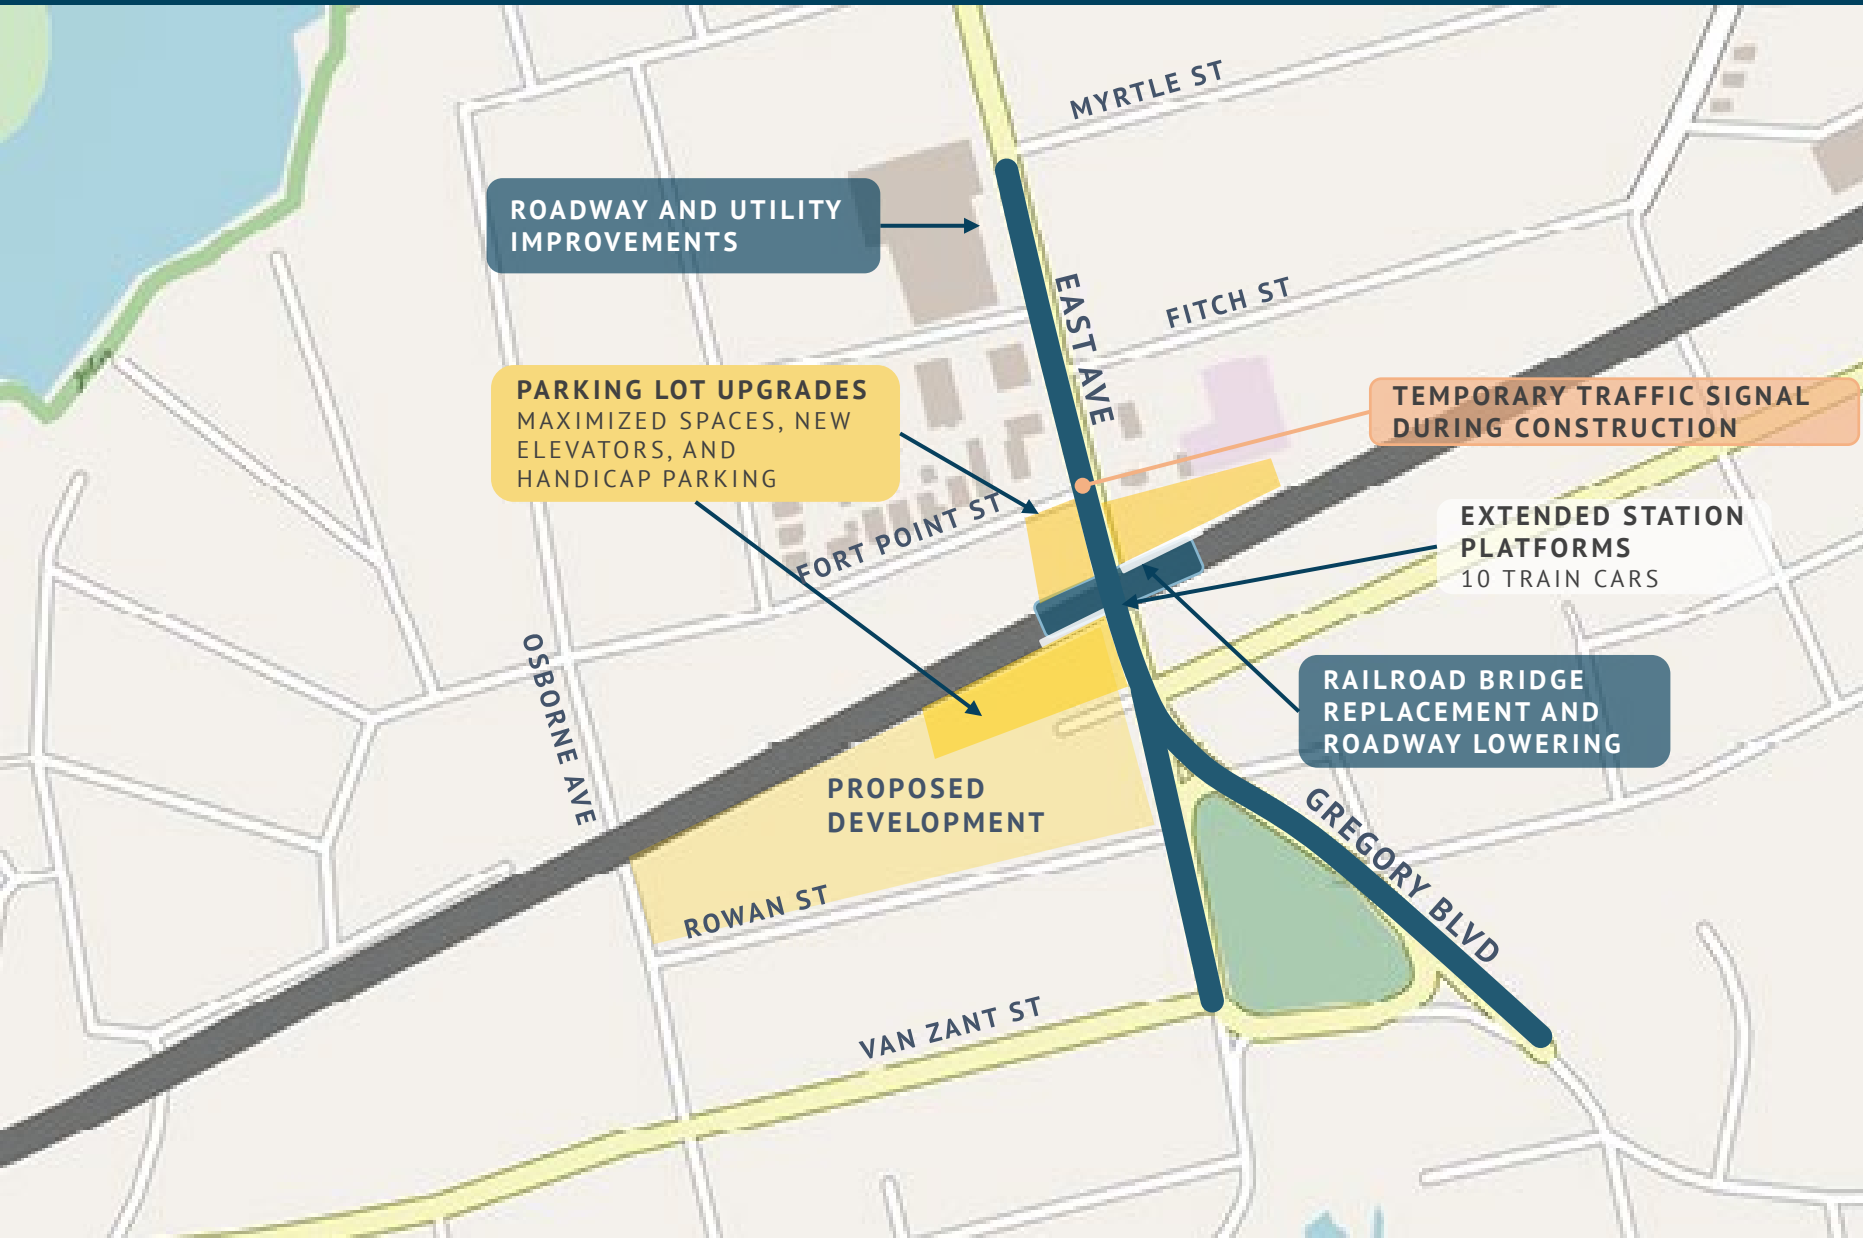 MYRTLE ST
ROADWAY AND UTILITY
IMPROVEMENTS
EAST AVE
FITCH ST
PARKING LOT UPGRADES
MAXIMIZED SPACES, NEW
ELEVATORS, AND
HANDICAP PARKING
TEMPORARY TRAFFIC SIGNAL
DURING CONSTRUCTION
FORT POINT ST
EXTENDED STATION
PLATFORMS
10 TRAIN CARS
OSBORNE AVE
RAILROAD BRIDGE
REPLACEMENT AND
ROADWAY LOWERING
PROPOSED
DEVELOPMENT
GREGORY BLVD
ROWAN ST
VAN ZANT ST